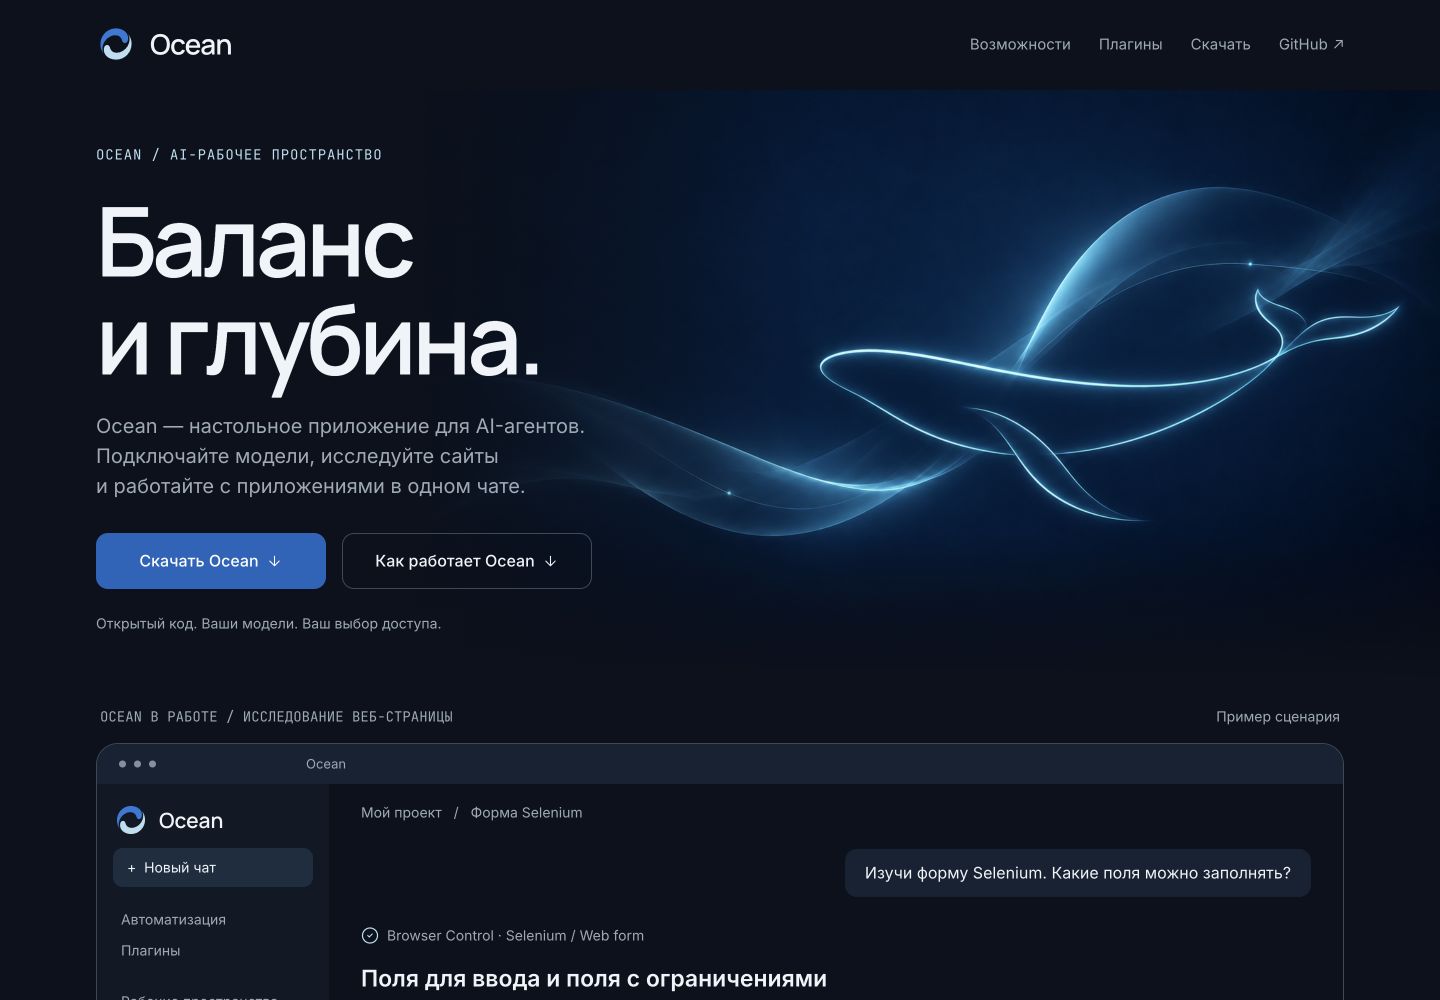 Ocean
Возможности
Плагины
Скачать
GitHub ↗
OCEAN / AI-РАБОЧЕЕ ПРОСТРАНСТВО
Баланс
и глубина.
Ocean — настольное приложение для AI-агентов.
Подключайте модели, исследуйте сайты
и работайте с приложениями в одном чате.
Скачать Ocean ↓
Как работает Ocean ↓
Открытый код. Ваши модели. Ваш выбор доступа.
OCEAN В РАБОТЕ / ИССЛЕДОВАНИЕ ВЕБ-СТРАНИЦЫ
Пример сценария
Ocean
Ocean
+ Новый чат
Автоматизация
Плагины
Мой проект / Форма Selenium
Изучи форму Selenium. Какие поля можно заполнять?
Browser Control · Selenium / Web form
Поля для ввода и поля с ограничениями